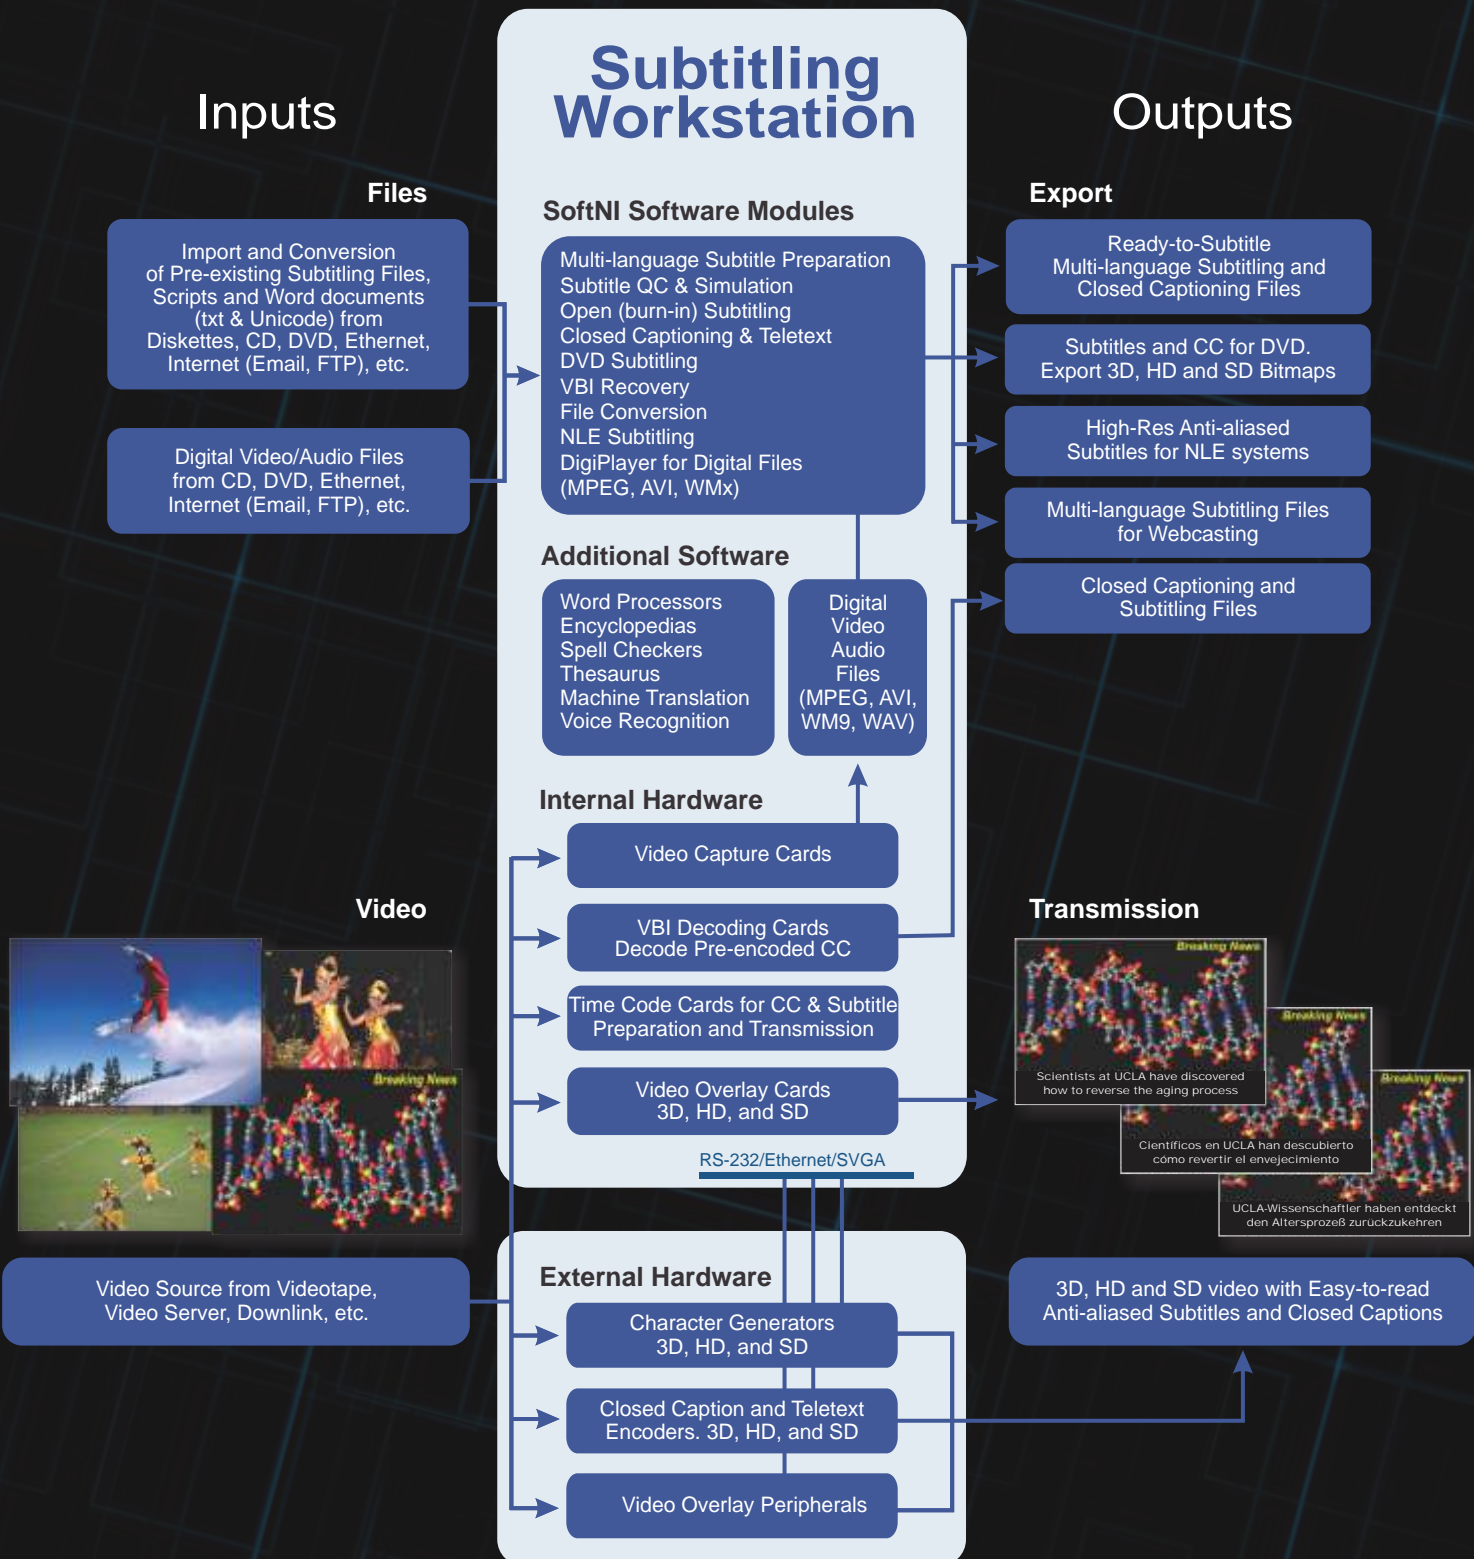 Subtitling
Workstation
Inputs
Outputs
Files
Import and Conversion
of Pre-existing Subtitling Files,
Scripts and Word documents
(txt & Unicode) from
Diskettes, CD, DVD, Ethernet,
Internet (Email, FTP), etc.
Digital Video/Audio Files
from CD, DVD, Ethernet,
Internet (Email, FTP), etc.
SoftNI Software Modules
Multi-language Subtitle Preparation
Subtitle QC & Simulation
Open (burn-in) Subtitling
Closed Captioning & Teletext
DVD Subtitling
VBI Recovery
File Conversion
NLE Subtitling
DigiPlayer for Digital Files
(MPEG, AVI, WMx)
Export
Ready-to-Subtitle
Multi-language Subtitling and
Closed Captioning Files
Subtitles and CC for DVD.
Export 3D, HD and SD Bitmaps
High-Res Anti-aliased
Subtitles for NLE systems
Multi-language Subtitling Files
for Webcasting
Closed Captioning and
Subtitling Files
Additional Software
Word Processors
Encyclopedias
Spell Checkers
Thesaurus
Machine Translation
Voice Recognition
Digital
Video
Audio
Files
(MPEG, AVI,
WM9, WAV)
Internal Hardware
Video Capture Cards
VBI Decoding Cards
Decode Pre-encoded CC
Time Code Cards for CC & Subtitle
Preparation and Transmission
Video Overlay Cards
3D, HD, and SD
RS-232/Ethernet/SVGA
Video
Breaking News
Video Source from Videotape,
Video Server, Downlink, etc.
Transmission
Breaking News
Scientists at UCLA have discovered
how to reverse the aging process
Breaking News
Científicos en UCLA han descubierto
cómo revertir el envejecimiento
Breaking News
UCLA-Wissenschaftler haben entdeckt
den Altersprozeß zurückzukehren
3D, HD and SD video with Easy-to-read
Anti-aliased Subtitles and Closed Captions
External Hardware
Character Generators
3D, HD, and SD
Closed Caption and Teletext
Encoders. 3D, HD, and SD
Video Overlay Peripherals